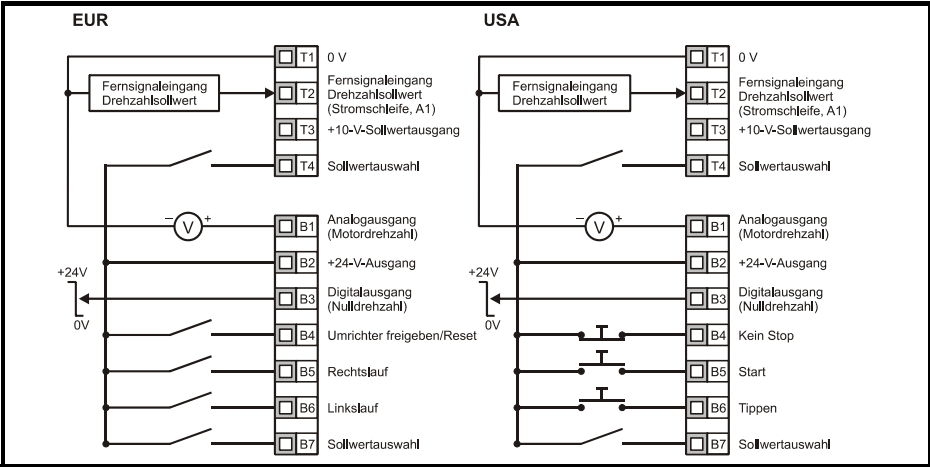 EUR
T1 0 V
Fernsignaleingang
Drehzahlsollwert
T2 Fernsignaleingang
Drehzahlsollwert
(Stromschleife, A1)
T3 +10-V-Sollwertausgang
T4 Sollwertauswahl
– V +
B1 Analogausgang
(Motordrehzahl)
B2 +24-V-Ausgang
+24V
0V
B3 Digitalausgang
(Nulldrehzahl)
B4 Umrichter freigeben/Reset
B5 Rechtslauf
B6 Linkslauf
B7 Sollwertauswahl
USA
T1 0 V
Fernsignaleingang
Drehzahlsollwert
T2 Fernsignaleingang
Drehzahlsollwert
(Stromschleife, A1)
T3 +10-V-Sollwertausgang
T4 Sollwertauswahl
– V +
B1 Analogausgang
(Motordrehzahl)
B2 +24-V-Ausgang
+24V
0V
B3 Digitalausgang
(Nulldrehzahl)
B4 Kein Stop
B5 Start
B6 Tippen
B7 Sollwertauswahl